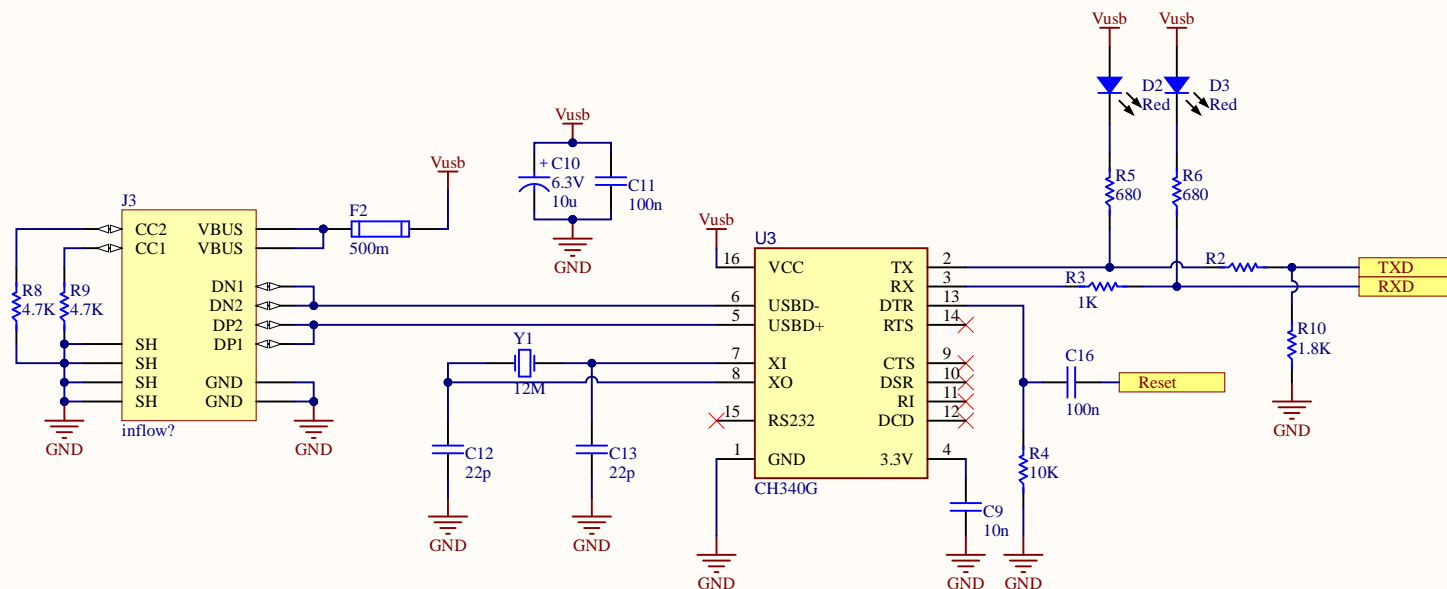 Vusb
Vusb
D2
Red
D3
Red
Vusb
+ C10
6.3V
10u
C11
100n
Vusb
R5
680
R6
680
J3
CC2
CC1
VBUS
VBUS
DN1
DN2
DP2
DP1
SH
SH
SH
SH
GND
GND
inflow?
F2
500m
GND
Vusb
R8
4.7K
R9
4.7K
GND
GND
Y1
12M
C12
22p
C13
22p
GND
GND
U3
16
VCC
6
USBD-
5
USBD+
7
XI
8
XO
15
RS232
1
GND
TX
2
RX
3
DTR
13
RTS
14
CTS
9
DSR
10
RI
11
DCD
12
3.3V
4
CH340G
GND
R2
R3
1K
TXD
RXD
R10
1.8K
GND
C16
100n
Reset
R4
10K
GND
C9
10n
GND